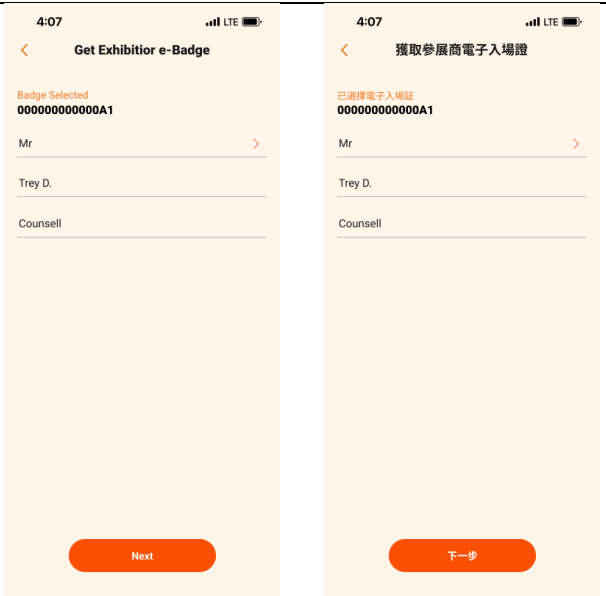 4:07
LTE
Get Exhibitior e-Badge
Badge Selected
000000000000A1
Mr
Trey D.
Counsell
Next
4:07
LTE
獲取參展商電子入場證
已選擇電子入場証
000000000000A1
Mr
Trey D.
Counsell
下一步